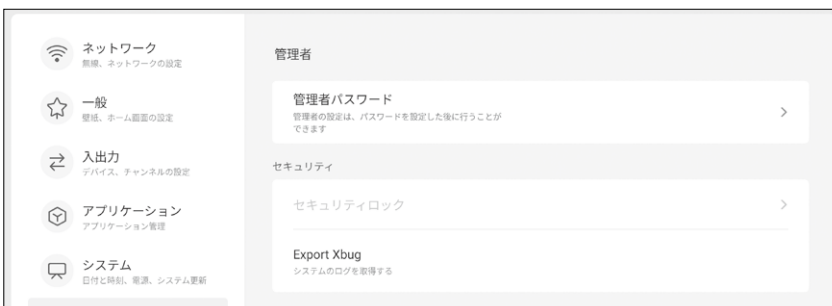 ネットワーク
無線、ネットワークの設定
一般
壁紙、ホーム画面の設定
入出力
デバイス、チャンネルの設定
アプリケーション
アプリケーション管理
システム
日付と時刻、電源、システム更新
管理者
管理者パスワード
管理者の設定は、パスワードを設定した後に行うことが
できます
セキュリティ
セキュリティロック
Export Xbug
システムのログを取得する